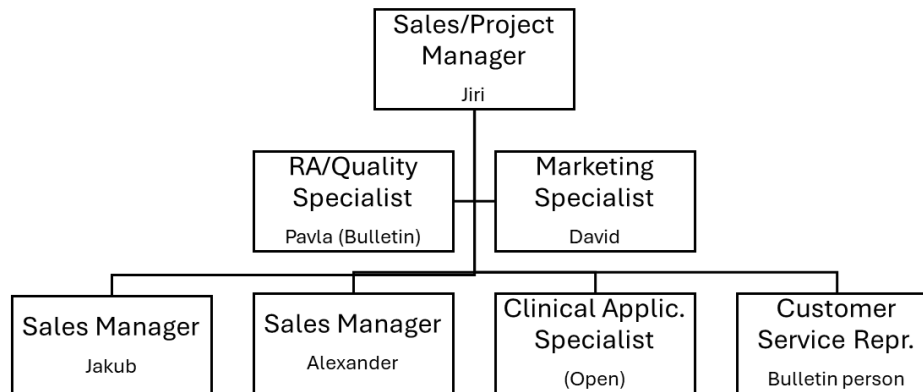 Sales/Project
Manager
Jiri
RA/Quality
Specialist
Pavla (Bulletin)
Marketing
Specialist
David
Sales Manager
Jakub
Sales Manager
Alexander
Clinical Applic.
Specialist
(Open)
Customer
Service Repr.
Bulletin person